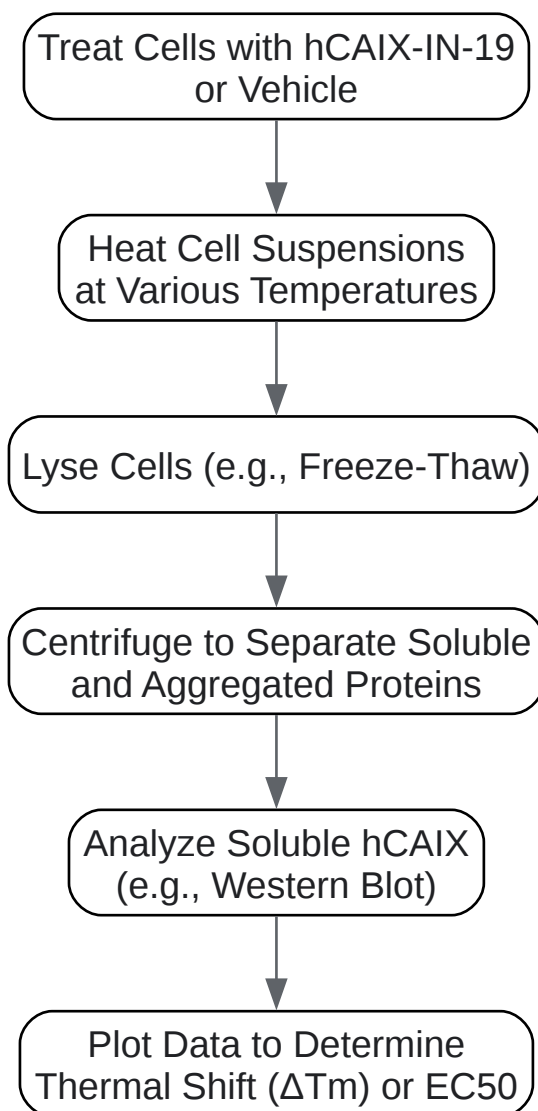 Treat Cells with hCAIX-IN-19
or Vehicle
Heat Cell Suspensions
at Various Temperatures
Lyse Cells (e.g., Freeze-Thaw)
Centrifuge to Separate Soluble
and Aggregated Proteins
Analyze Soluble hCAIX
(e.g., Western Blot)
Plot Data to Determine
Thermal Shift (ΔTm) or EC50